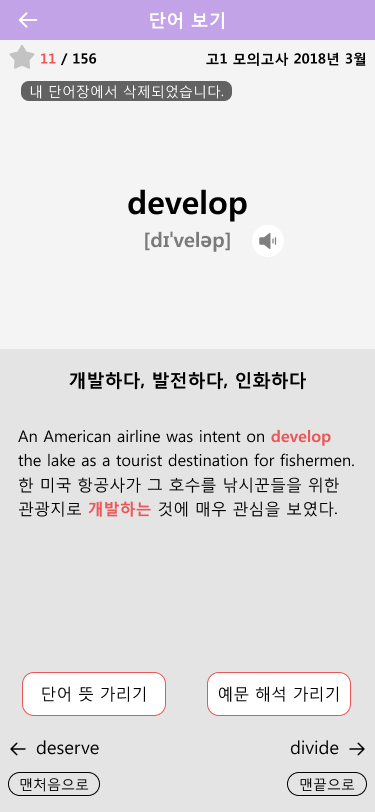 단어 보기
11 / 156
고1 모의고사 2018년 3월
내 단어장에서 삭제되었습니다.
develop
[dɪˈveləp]
개발하다, 발전하다, 인화하다
An American airline was intent on develop
the lake as a tourist destination for fishermen.
한 미국 항공사가 그 호수를 낚시꾼들을 위한
관광지로 개발하는 것에 매우 관심을 보였다.
단어 뜻 가리기
예문 해석 가리기
← deserve
divide →
맨처음으로
맨끝으로